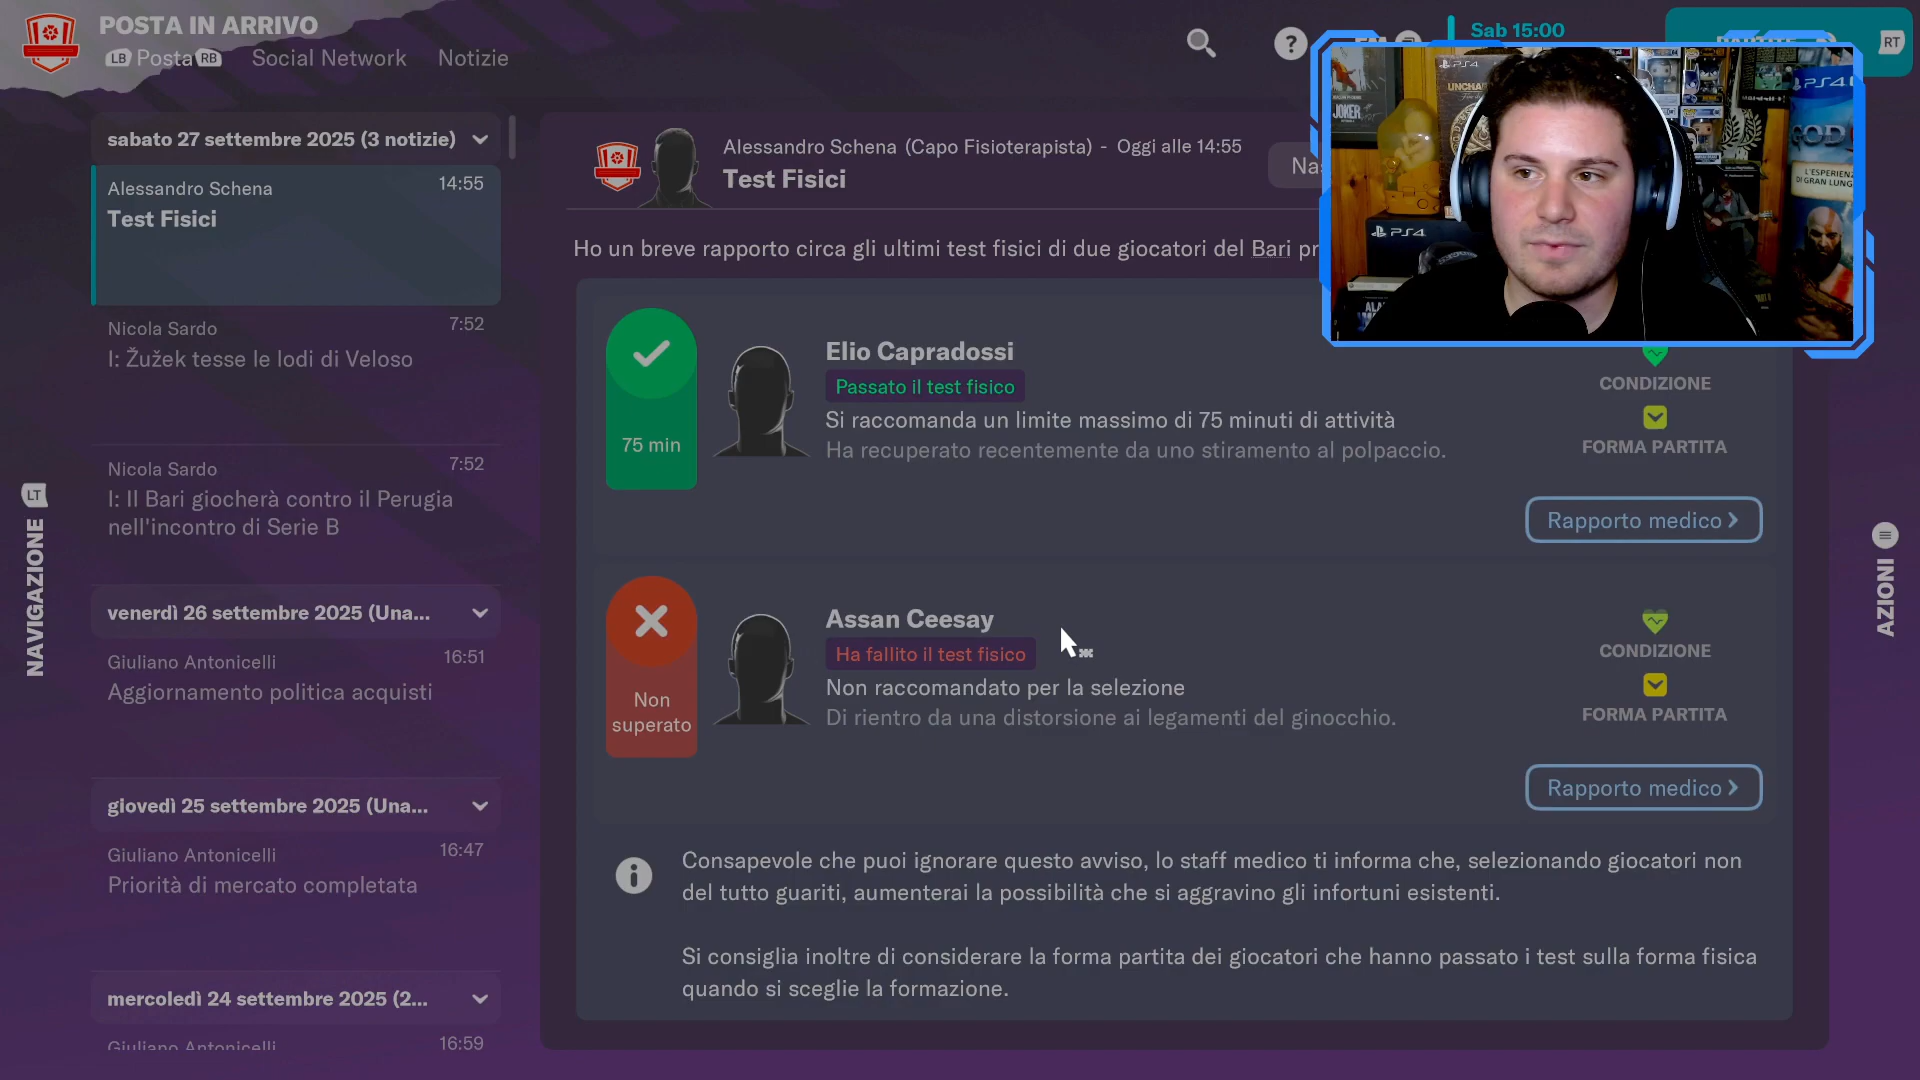 POSTA IN ARRIVO
LB Posta RB Social Network Notizie
Sab 15:00
RT
sabato 27 settembre 2025 (3 notizie)
Alessandro Schena 14:55
Test Fisici
Nicola Sardo 7:52
I: Žužek tesse le lodi di Veloso
Nicola Sardo 7:52
I: Il Bari giocherà contro il Perugia
nell'incontro di Serie B
venerdì 26 settembre 2025 (Una...
Giuliano Antonicelli 16:51
Aggiornamento politica acquisti
giovedì 25 settembre 2025 (Una...
Giuliano Antonicelli 16:47
Priorità di mercato completata
mercoledì 24 settembre 2025 (2...
Giuliano Antonicelli 16:59
LT
NAVIGAZIONE
Alessandro Schena (Capo Fisioterapista) - Oggi alle 14:55
Test Fisici
Ho un breve rapporto circa gli ultimi test fisici di due giocatori del Bari
75 min
Elio Capradossi
Passato il test fisico
Si raccomanda un limite massimo di 75 minuti di attività
Ha recuperato recentemente da uno stiramento al polpaccio.
CONDIZIONE
FORMA PARTITA
Rapporto medico
Non
superato
Assan Ceesay
Ha fallito il test fisico
Non raccomandato per la selezione
Di rientro da una distorsione ai legamenti del ginocchio.
CONDIZIONE
FORMA PARTITA
Rapporto medico
Consapevole che puoi ignorare questo avviso, lo staff medico ti informa che, selezionando giocatori non
del tutto guariti, aumenterai la possibilità che si aggravino gli infortuni esistenti.
Si consiglia inoltre di considerare la forma partita dei giocatori che hanno passato i test sulla forma fisica
quando si sceglie la formazione.
AZIONI
JOKER
PS4
PS4
PS4
L'ESPERIENZ
DI GRAN LUNG